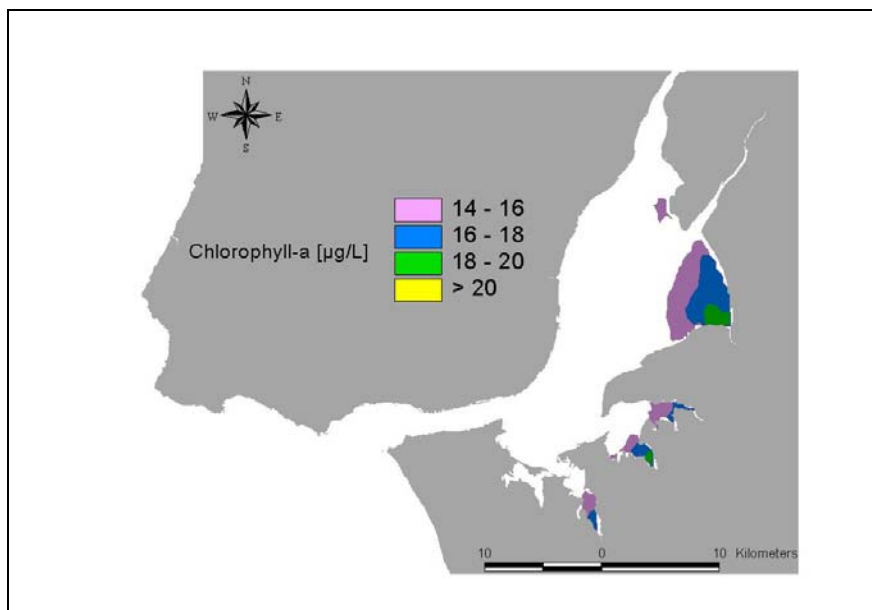 N
W E
S
14 - 16
16 - 18
Chlorophyll-a [µg/L]
18 - 20
> 20
10 0 10 Kilometers